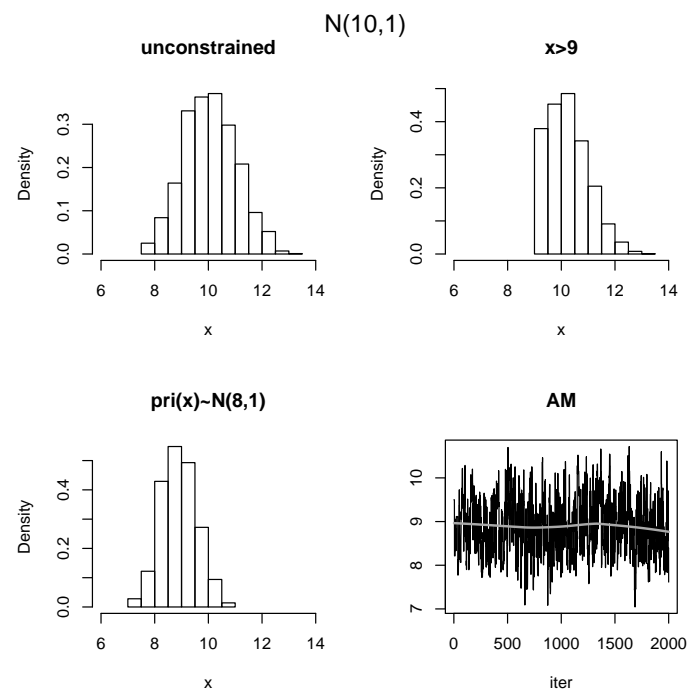 N(10,1)
unconstrained
Density
0.0 0.1 0.2 0.3
6 8 10 12 14
x
x>9
Density
0.0 0.2 0.4
6 8 10 12 14
x
pri(x)~N(8,1)
Density
0.0 0.2 0.4
6 8 10 12 14
x
AM
7 8 9 10
0 500 1000 1500 2000
iter